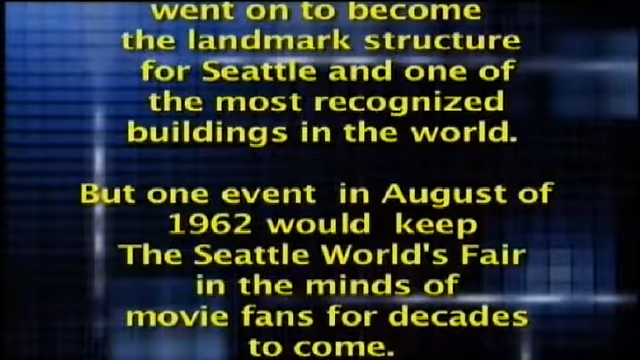 went on to become
the landmark structure
for Seattle and one of
the most recognized
buildings in the world.
But one event in August of
1962 would keep
The Seattle World's Fair
in the minds of
movie fans for decades
to come.